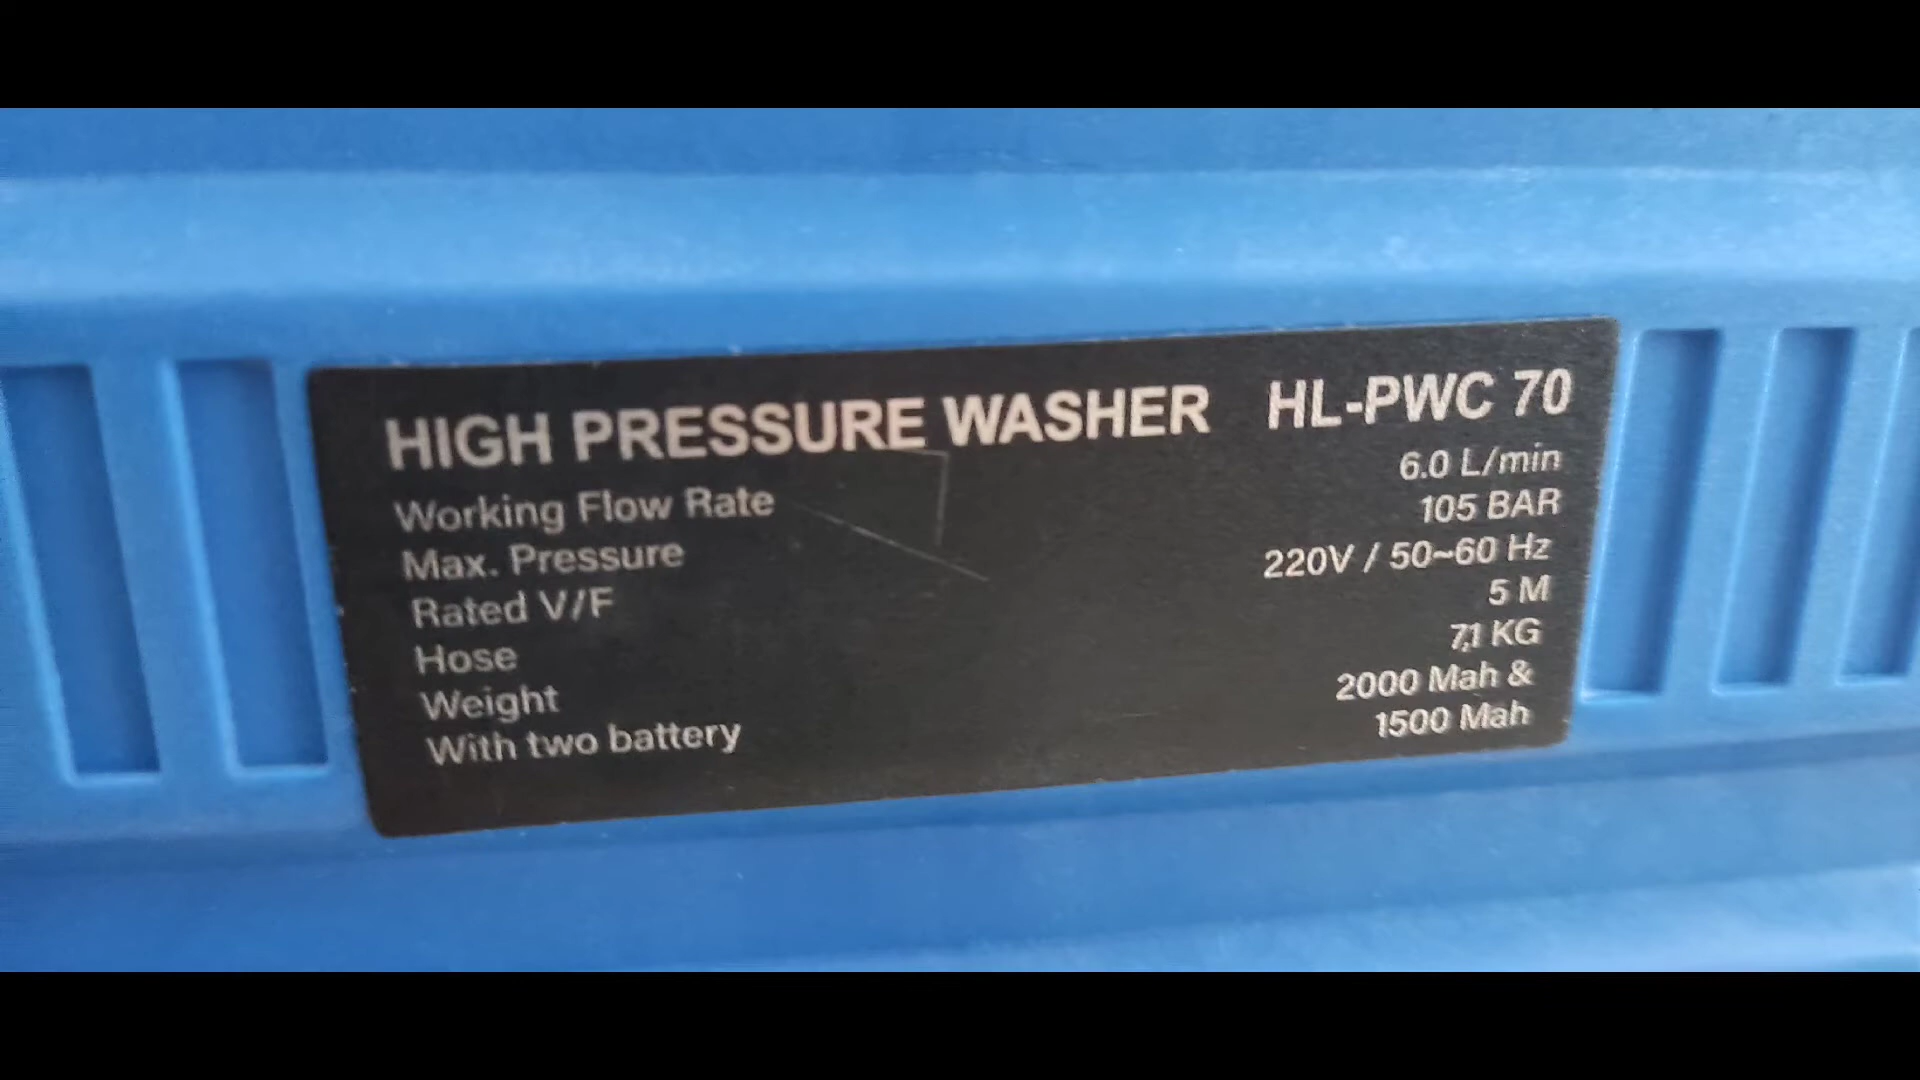 HIGH PRESSURE WASHER HL-PWC 70
Working Flow Rate 6.0 L/min
Max. Pressure 105 BAR
Rated V/F 220V / 50~60 Hz
Hose 5 M
Weight 7,1 KG
With two battery 2000 Mah &
1500 Mah